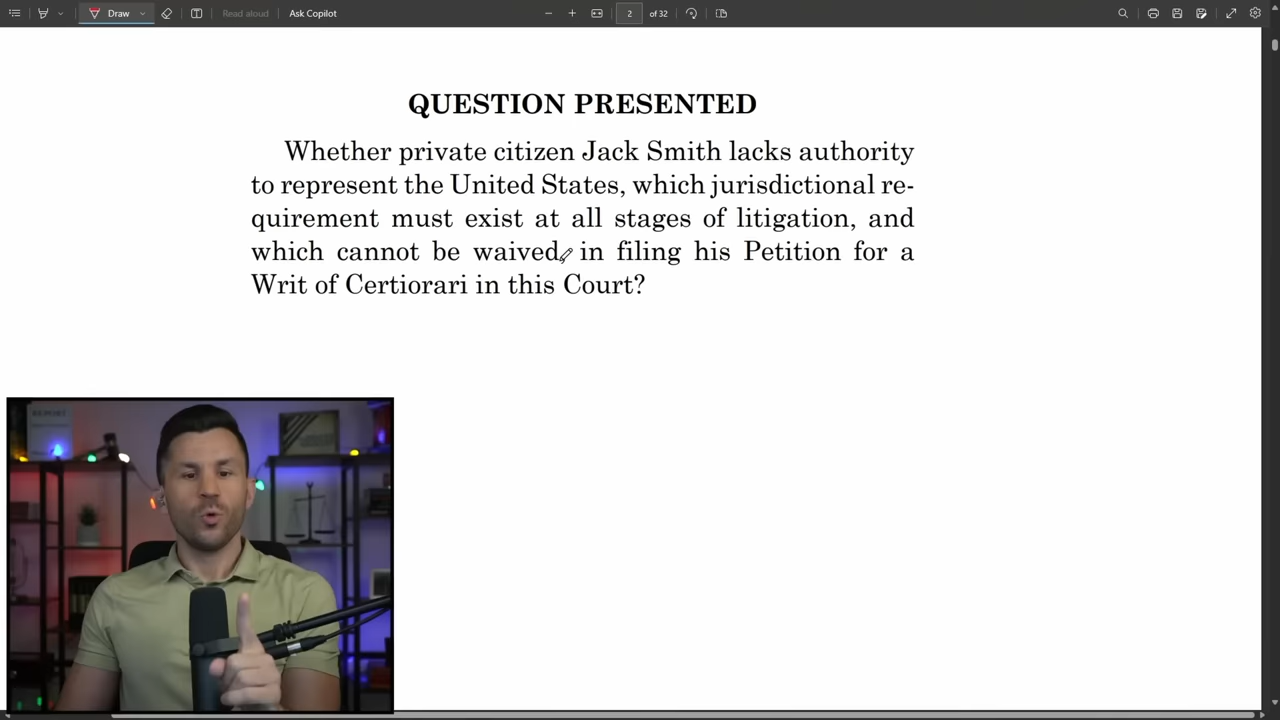 Draw
Read aloud
Ask Copilot
2
of 32
QUESTION PRESENTED
Whether private citizen Jack Smith lacks authority
to represent the United States, which jurisdictional re-
quirement must exist at all stages of litigation, and
which cannot be waived, in filing his Petition for a
Writ of Certiorari in this Court?